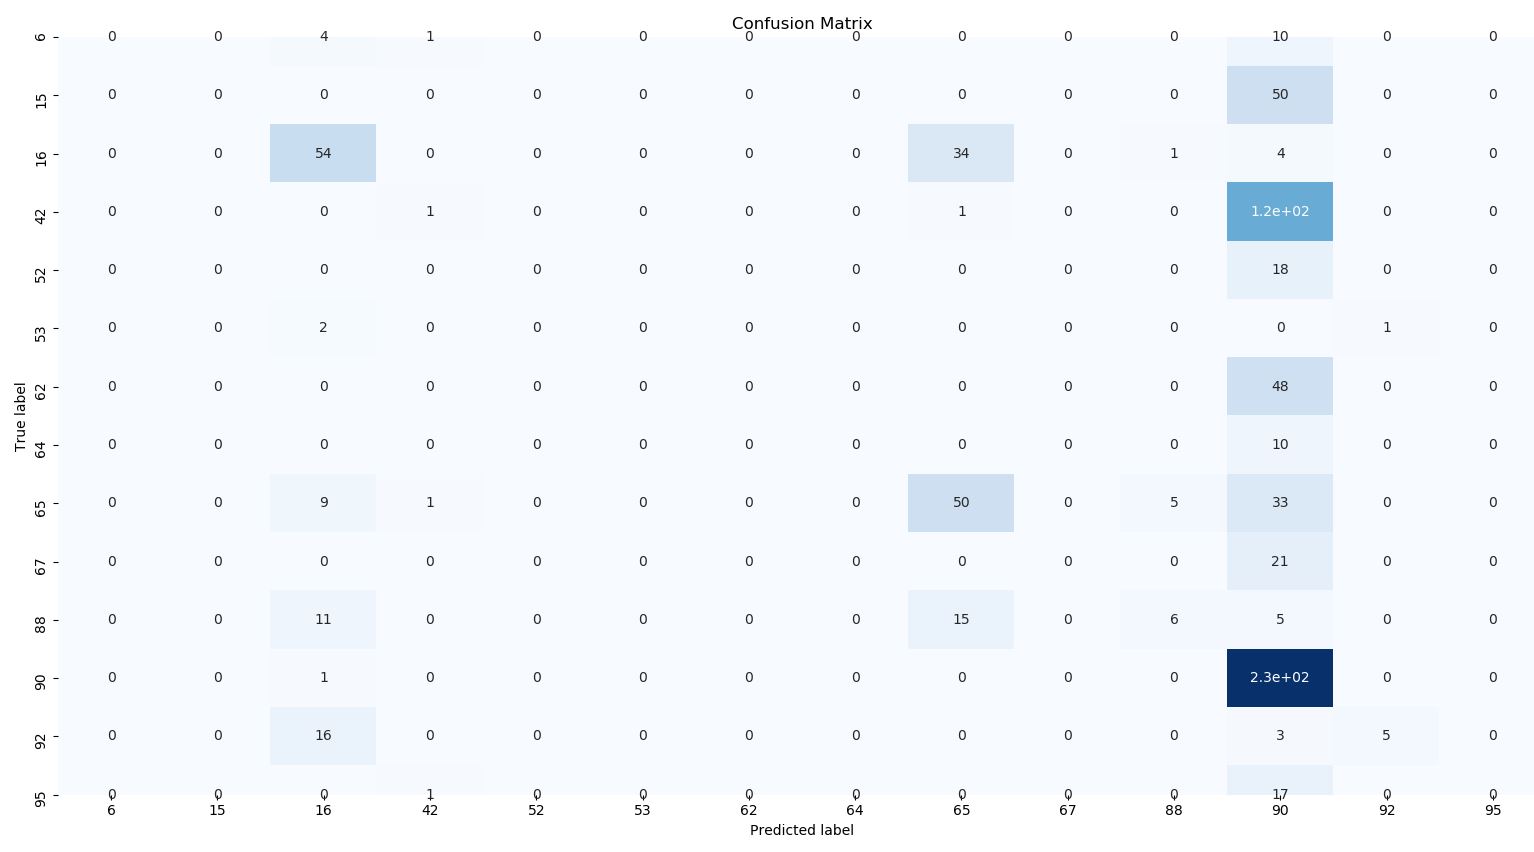 Confusion Matrix
6 0 0 4 1 0 0 0 0 0 0 0 10 0 0
15 0 0 0 0 0 0 0 0 0 0 0 50 0 0
16 0 0 54 0 0 0 0 0 34 0 1 4 0 0
42 0 0 0 1 0 0 0 0 1 0 0 1.2e+02 0 0
52 0 0 0 0 0 0 0 0 0 0 0 18 0 0
53 0 0 2 0 0 0 0 0 0 0 0 0 1 0
62 0 0 0 0 0 0 0 0 0 0 0 48 0 0
True label
64 0 0 0 0 0 0 0 0 0 0 0 10 0 0
65 0 0 9 1 0 0 0 0 50 0 5 33 0 0
67 0 0 0 0 0 0 0 0 0 0 0 21 0 0
88 0 0 11 0 0 0 0 0 15 0 6 5 0 0
90 0 0 1 0 0 0 0 0 0 0 0 2.3e+02 0 0
92 0 0 16 0 0 0 0 0 0 0 0 3 5 0
95 0 0 0 1 0 0 0 0 0 0 0 17 0 0
6 15 16 42 52 53 62 64 65 67 88 90 92 95
Predicted label